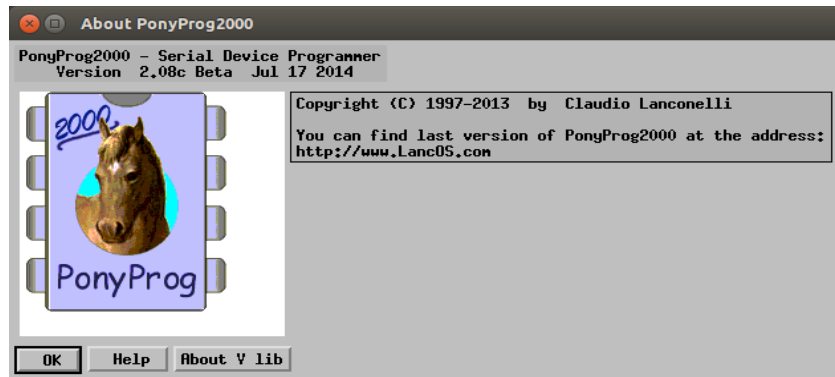 About PonyProg2000
PonyProg2000 - Serial Device Programmer
Version 2.08c Beta Jul 17 2014
2000
PonyProg
Copyright (C) 1997-2013 by Claudio Lanconelli
You can find last version of PonyProg2000 at the address:
http://www.LancOS.com
OK
Help
About V lib